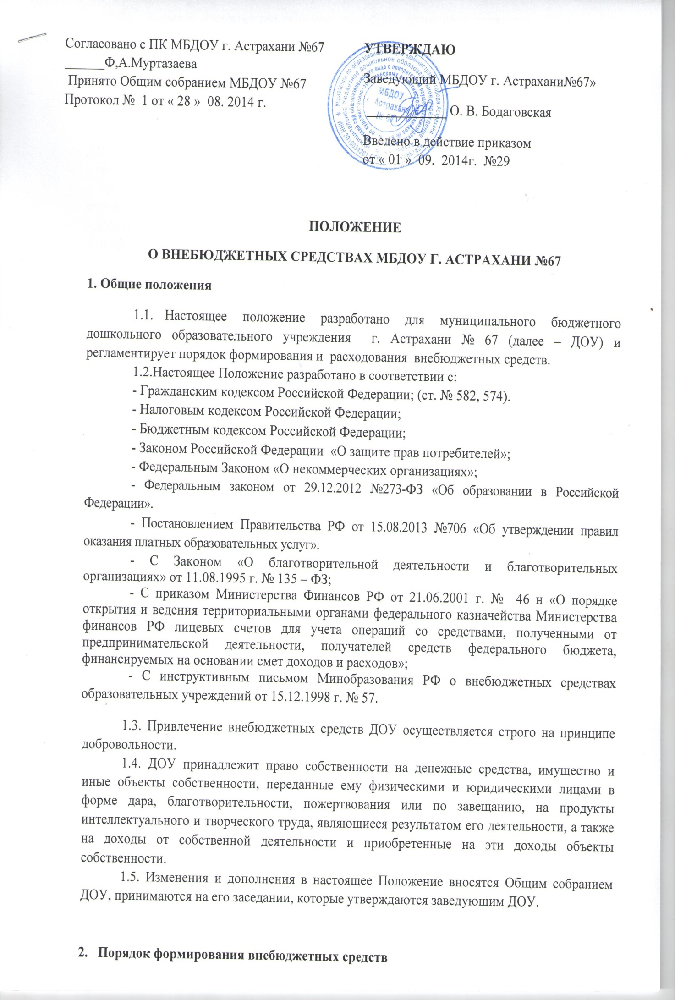 Согласовано с ПК МБДОУ г. Астрахани №67
______Ф,А.Муртазаева
Принято Общим собранием МБДОУ №67
Протокол № 1 от « 28 » 08. 2014 г.
УТВЕРЖДАЮ
Заведующий МБДОУ г. Астрахани№67»
____________ О. В. Бодаговская
Введено в действие приказом
от « 01 » 09. 2014г. №29
МБДОУ
г. Астрахани
№ 67
ПОЛОЖЕНИЕ
О ВНЕБЮДЖЕТНЫХ СРЕДСТВАХ МБДОУ Г. АСТРАХАНИ №67
1. Общие положения
1.1. Настоящее положение разработано для муниципального бюджетного
дошкольного образовательного учреждения г. Астрахани № 67 (далее – ДОУ) и
регламентирует порядок формирования и расходования внебюджетных средств.
1.2.Настоящее Положение разработано в соответствии с:
- Гражданским кодексом Российской Федерации; (ст. № 582, 574).
- Налоговым кодексом Российской Федерации;
- Бюджетным кодексом Российской Федерации;
- Законом Российской Федерации «О защите прав потребителей»;
- Федеральным Законом «О некоммерческих организациях»;
- Федеральным законом от 29.12.2012 №273-ФЗ «Об образовании в Российской
Федерации».
- Постановлением Правительства РФ от 15.08.2013 №706 «Об утверждении правил
оказания платных образовательных услуг».
- С Законом «О благотворительной деятельности и благотворительных
организациях» от 11.08.1995 г. № 135 – ФЗ;
- С приказом Министерства Финансов РФ от 21.06.2001 г. № 46 н «О порядке
открытия и ведения территориальными органами федерального казначейства Министерства
финансов РФ лицевых счетов для учета операций со средствами, полученными от
предпринимательской деятельности, получателей средств федерального бюджета,
финансируемых на основании смет доходов и расходов»;
- С инструктивным письмом Минобразования РФ о внебюджетных средствах
образовательных учреждений от 15.12.1998 г. № 57.
1.3. Привлечение внебюджетных средств ДОУ осуществляется строго на принципе
добровольности.
1.4. ДОУ принадлежит право собственности на денежные средства, имущество и
иные объекты собственности, переданные ему физическими и юридическими лицами в
форме дара, благотворительности, пожертвования или по завещанию, на продукты
интеллектуального и творческого труда, являющиеся результатом его деятельности, а также
на доходы от собственной деятельности и приобретенные на эти доходы объекты
собственности.
1.5. Изменения и дополнения в настоящее Положение вносятся Общим собранием
ДОУ, принимаются на его заседании, которые утверждаются заведующим ДОУ.
2. Порядок формирования внебюджетных средств